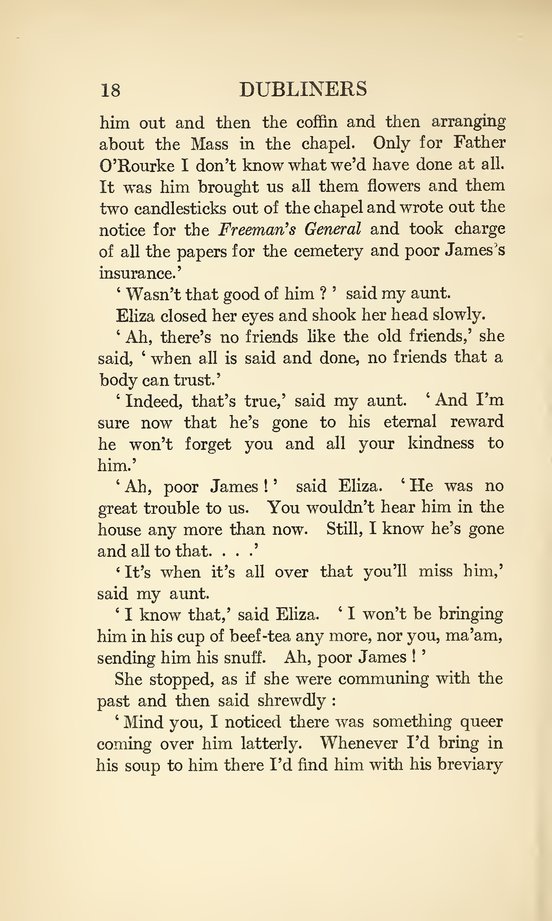 18 DUBLINERS
him out and then the coffin and then arranging
about the Mass in the chapel. Only for Father
O'Rourke I don't know what we'd have done at all.
It was him brought us all them flowers and them
two candlesticks out of the chapel and wrote out the
notice for the Freeman's General and took charge
of all the papers for the cemetery and poor James's
insurance.'
' Wasn't that good of him ? ' said my aunt.
Eliza closed her eyes and shook her head slowly.
' Ah, there's no friends like the old friends,' she
said, ' when all is said and done, no friends that a
body can trust.'
' Indeed, that's true,' said my aunt. ' And I'm
sure now that he's gone to his eternal reward
he won't forget you and all your kindness to
him.'
' Ah, poor James ! ' said Eliza. ' He was no
great trouble to us. You wouldn't hear him in the
house any more than now. Still, I know he's gone
and all to that. . . .'
' It's when it's all over that you'll miss him,'
said my aunt.
' I know that,' said Eliza. ' I won't be bringing
him in his cup of beef-tea any more, nor you, ma'am,
sending him his snuff. Ah, poor James ! '
She stopped, as if she were communing with the
past and then said shrewdly :
' Mind you, I noticed there was something queer
coming over him latterly. Whenever I'd bring in
his soup to him there I'd find him with his breviary